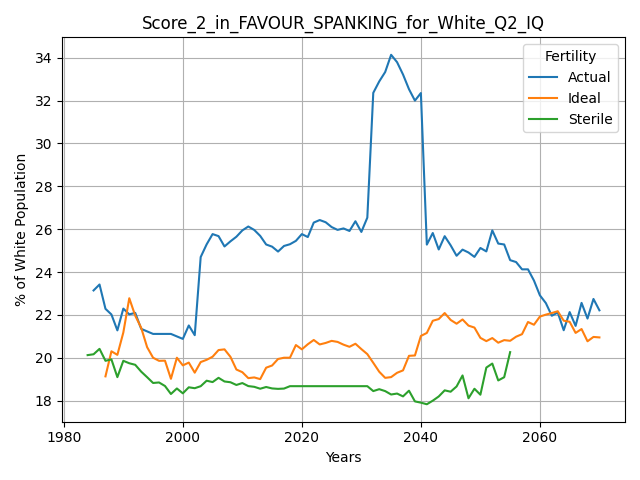 Score_2_in_FAVOUR_SPANKING_for_White_Q2_IQ
Fertility
Actual
Ideal
Sterile
% of White Population
34
32
30
28
26
24
22
20
18
1980
2000
2020
2040
2060
Years